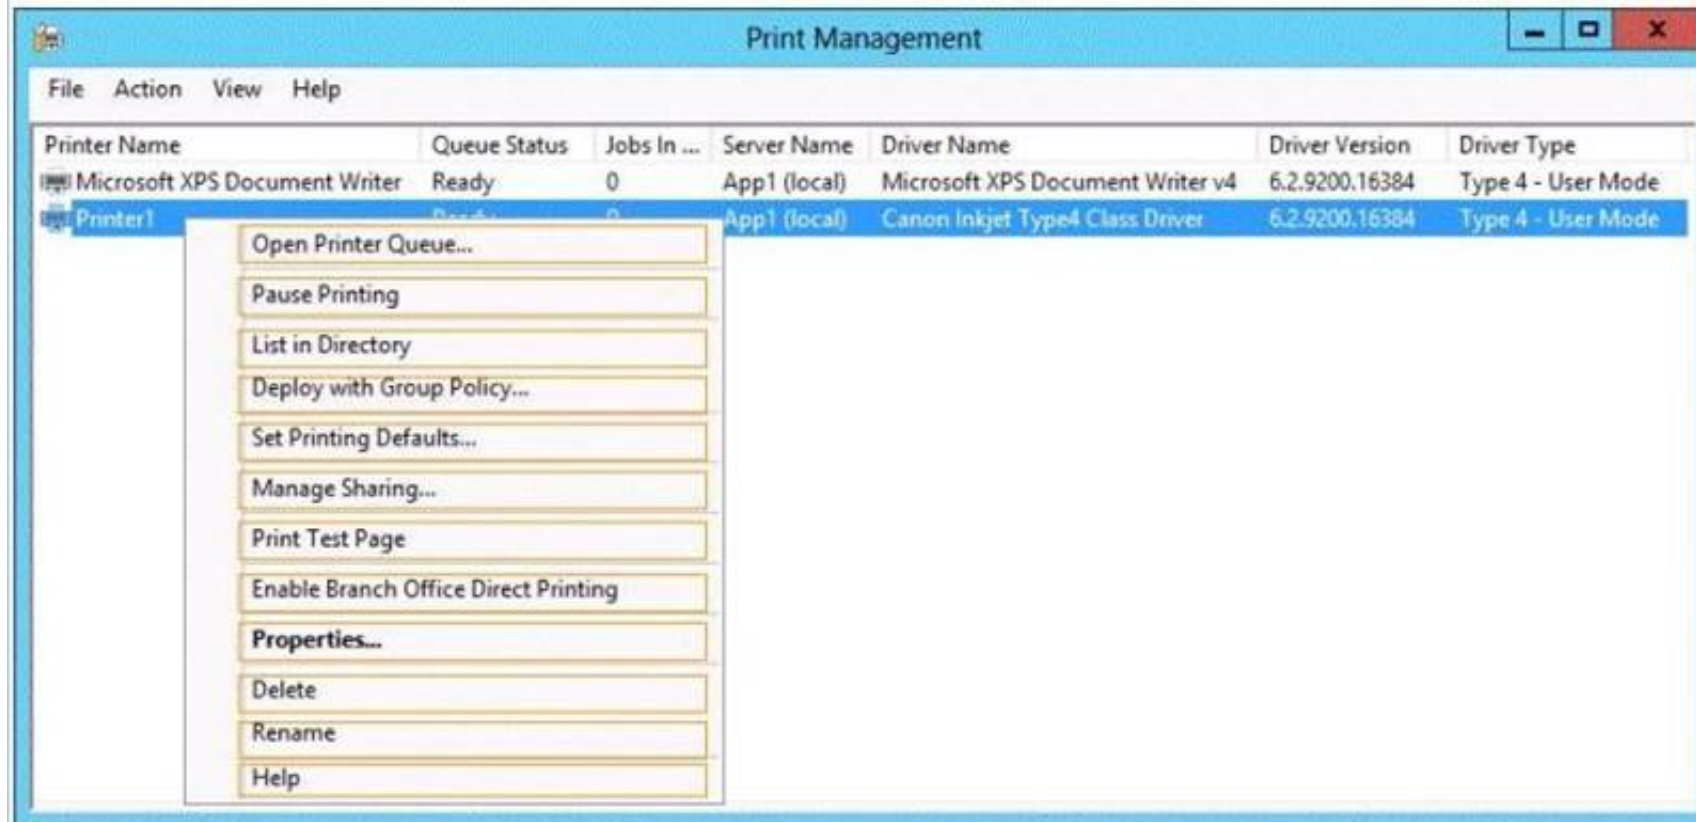 Print Management
File Action View Help
Printer Name Queue Status Jobs In ... Server Name Driver Name Driver Version Driver Type
Microsoft XPS Document Writer Ready 0 App1 (local) Microsoft XPS Document Writer v4 6.2.9200.16384 Type 4 - User Mode
Printer1 Ready 0 App1 (local) Canon Inkjet Type4 Class Driver 6.2.9200.16384 Type 4 - User Mode
Open Printer Queue...
Pause Printing
List in Directory
Deploy with Group Policy...
Set Printing Defaults...
Manage Sharing...
Print Test Page
Enable Branch Office Direct Printing
Properties...
Delete
Rename
Help